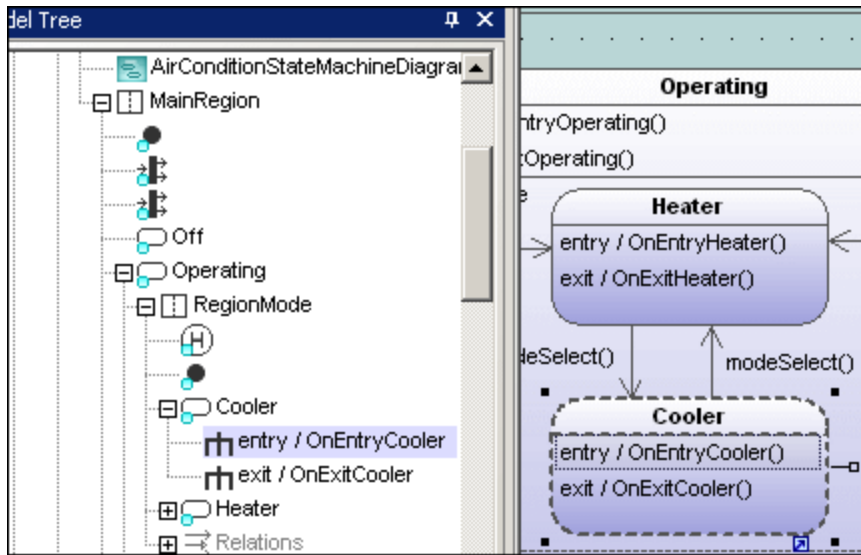 del Tree
AirConditionStateMachineDiagra
MainRegion
Off
Operating
RegionMode
H
Cooler
entry / OnEntryCooler
exit / OnExitCooler
Heater
Relations
Operating
ntryOperating()
tOperating()
e
Heater
entry / OnEntryHeater()
exit / OnExitHeater()
deSelect()
modeSelect()
Cooler
entry / OnEntryCooler()
exit / OnExitCooler()